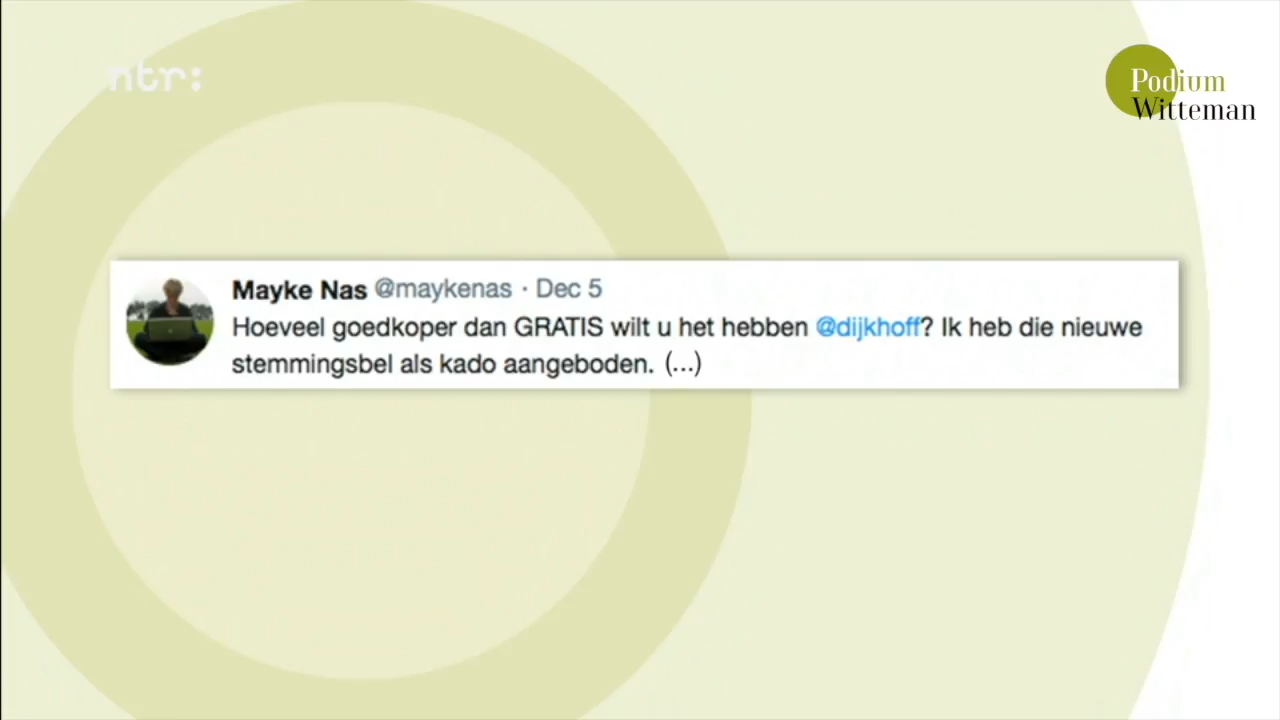 ntr:
Podium
Witteman
Mayke Nas @maykenas · Dec 5
Hoeveel goedkoper dan GRATIS wilt u het hebben @dijkhoff? Ik heb die nieuwe
stemmingsbel als kado aangeboden. (...)